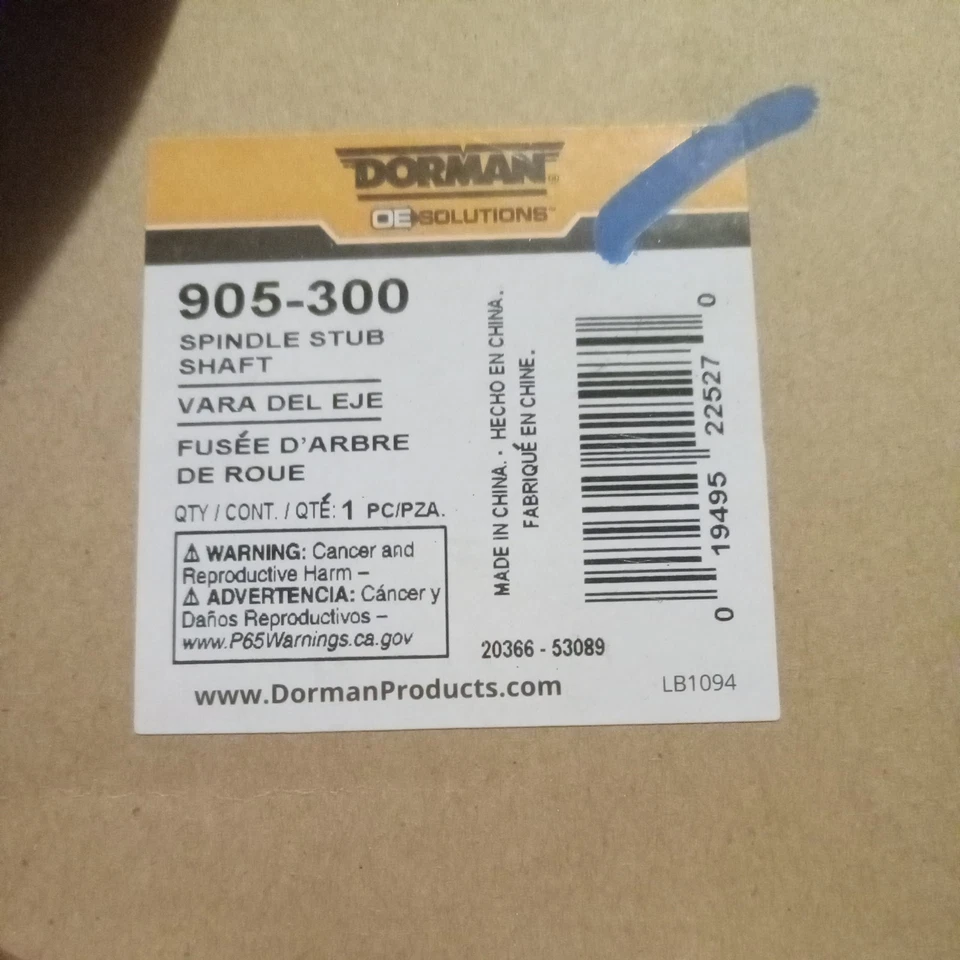 DORMAN
OE SOLUTIONS™
905-300
SPINDLE STUB
SHAFT
VARA DEL EJE
FUSÉE D'ARBRE
DE ROUE
QTY / CONT. / QTÉ: 1 PC/PZA.
⚠ WARNING: Cancer and
Reproductive Harm –
⚠ ADVERTENCIA: Cáncer y
Daños Reproductivos –
www.P65Warnings.ca.gov
MADE IN CHINA. · HECHO EN CHINA.
FABRIQUÉ EN CHINE.
0 19495 22527 0
20366 - 53089
www.DormanProducts.com
LB1094